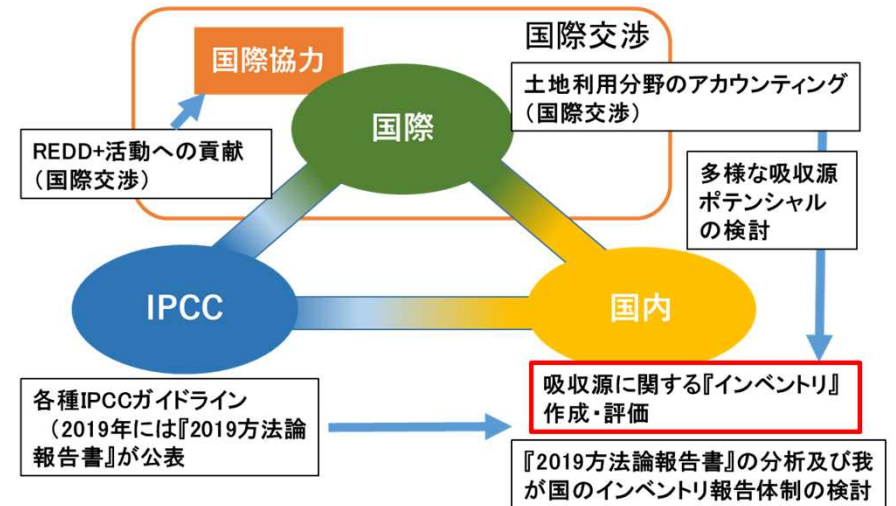 国際交渉
国際協力
国際
土地利用分野のアカウンティング
（国際交渉）
REDD+活動への貢献
（国際交渉）
多様な吸収源
ポテンシャル
の検討
IPCC
国内
吸収源に関する『インベントリ』
作成・評価
各種IPCCガイドライン
（2019年には『2019方法論
報告書』が公表
『2019方法論報告書』の分析及び我
が国のインベントリ報告体制の検討